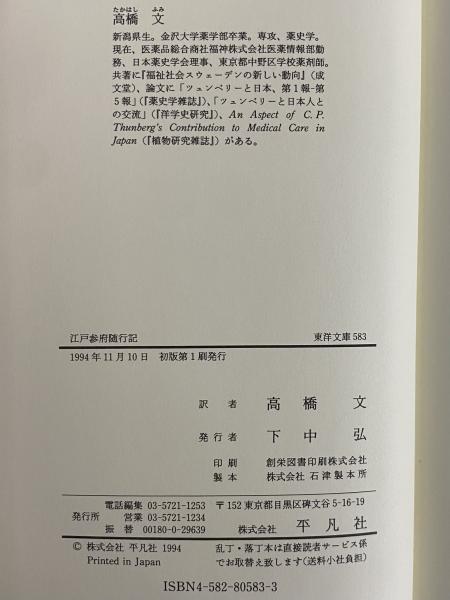 たかはし ふみ
高橋 文
新潟県生。金沢大学薬学部卒業。専攻、薬史学。
現在、医薬品総合商社福神株式会社医薬情報部勤
務、日本薬史学会理事、東京都中野区学校薬剤師。
共著に『福祉社会スウェーデンの新しい動向』(成
文堂)、論文に「ツュンベリーと日本、第1報-第
5報」(『薬史学雑誌』)、「ツュンベリーと日本人と
の交流」(『洋学史研究』)、An Aspect of C. P.
Thunberg's Contribution to Medical Care in
Japan (『植物研究雑誌』) がある。
江戸参府随行記 東洋文庫583
1994年11月10日 初版第1刷発行
訳者 高橋文
発行者 下中弘
印刷 創栄図書印刷株式会社
製本 株式会社 石津製本所
電話編集 03-5721-1253 〒152 東京都目黒区碑文谷5-16-19
発行所 営業 03-5721-1234
振替 00180-0-29639 株式会社 平凡社
© 株式会社 平凡社 1994 乱丁・落丁本は直接読者サービス係
Printed in Japan でお取替え致します(送料小社負担)
ISBN4-582-80583-3